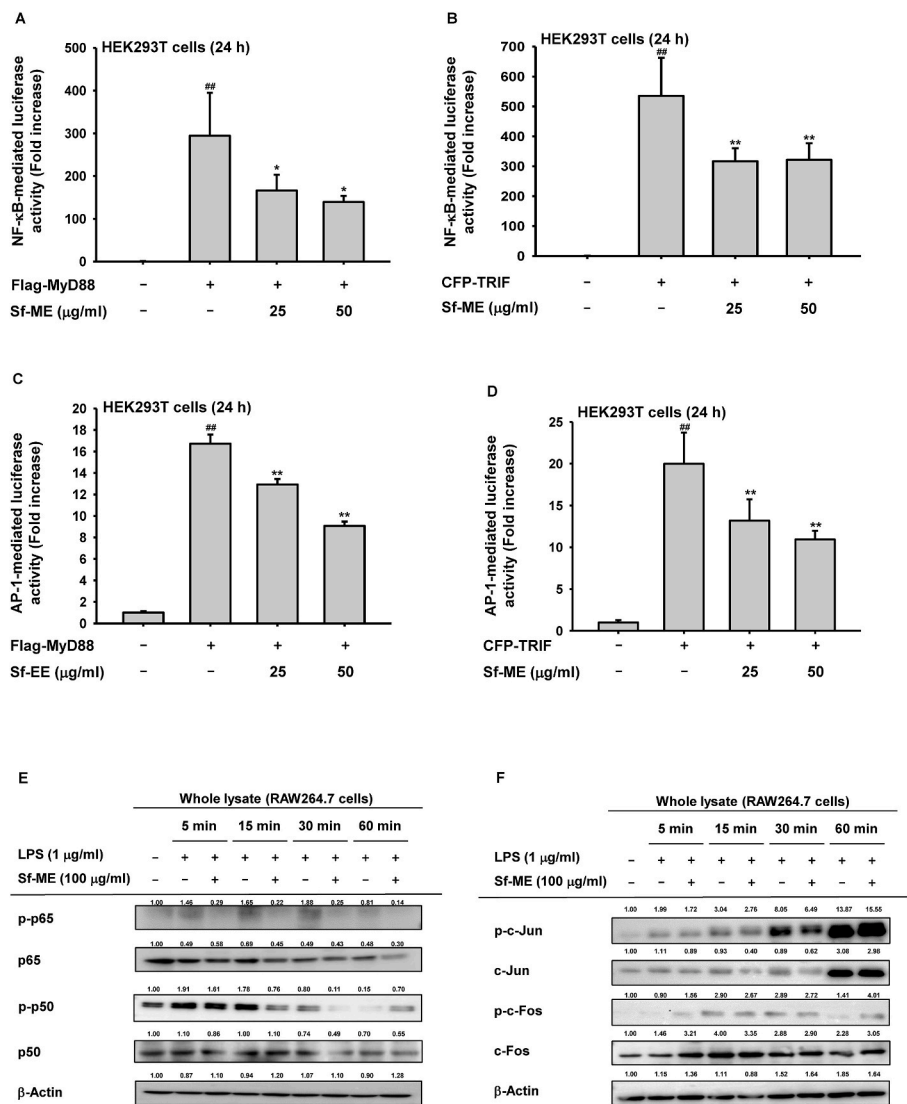 A
HEK293T cells (24 h)
NF-κB-mediated luciferase
activity (Fold increase)
500
400
300
200
100
0
##
*
*
Flag-MyD88 − + + +
Sf-ME (μg/ml) − − 25 50
B
HEK293T cells (24 h)
NF-κB-mediated luciferase
activity (Fold increase)
700
600
500
400
300
200
100
0
##
**
**
CFP-TRIF − + + +
Sf-ME (μg/ml) − − 25 50
C
HEK293T cells (24 h)
AP-1-mediated luciferase
activity (Fold increase)
20
18
16
14
12
10
8
6
4
2
0
##
**
**
Flag-MyD88 − + + +
Sf-EE (μg/ml) − − 25 50
D
HEK293T cells (24 h)
AP-1-mediated luciferase
activity (Fold increase)
25
20
15
10
5
0
##
**
**
CFP-TRIF − + + +
Sf-ME (μg/ml) − − 25 50
E
Whole lysate (RAW264.7 cells)
5 min 15 min 30 min 60 min
LPS (1 μg/ml) − + + + + + + + +
Sf-ME (100 μg/ml) − − + − + − + − +
1.00 1.46 0.29 1.65 0.22 1.88 0.25 0.81 0.14
p-p65
1.00 0.49 0.58 0.69 0.45 0.49 0.43 0.48 0.30
p65
1.00 1.91 1.61 1.78 0.76 0.80 0.11 0.15 0.70
p-p50
1.00 1.10 0.86 1.00 1.10 0.74 0.49 0.70 0.55
p50
1.00 0.87 1.10 0.94 1.20 1.07 1.10 0.90 1.28
β-Actin
F
Whole lysate (RAW264.7 cells)
5 min 15 min 30 min 60 min
LPS (1 μg/ml) − + + + + + + + +
Sf-ME (100 μg/ml) − − + − + − + − +
1.00 1.99 1.72 3.04 2.76 8.05 6.49 13.87 15.55
p-c-Jun
1.00 1.11 0.89 0.93 0.40 0.89 0.62 3.08 2.98
c-Jun
1.00 0.90 1.56 2.90 2.67 2.89 2.72 1.41 4.01
p-c-Fos
1.00 1.46 3.21 4.00 3.35 2.88 2.90 2.28 3.05
c-Fos
1.00 1.15 1.36 1.11 0.88 1.52 1.64 1.85 1.64
β-Actin